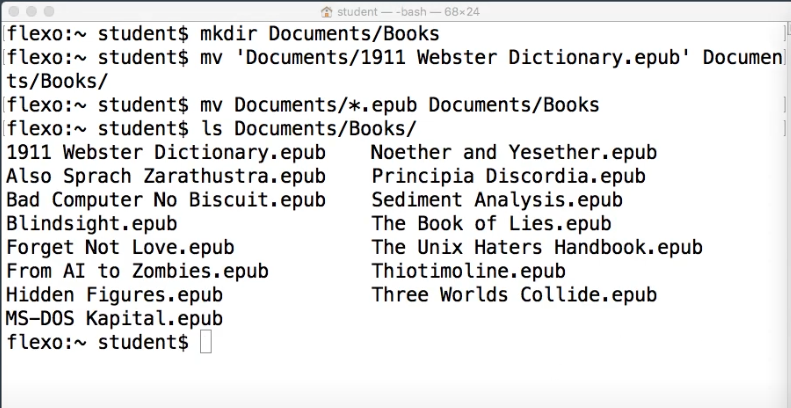 student — -bash — 68×24
flexo:~ student$ mkdir Documents/Books
flexo:~ student$ mv 'Documents/1911 Webster Dictionary.epub' Documen
ts/Books/
flexo:~ student$ mv Documents/*.epub Documents/Books
flexo:~ student$ ls Documents/Books/
1911 Webster Dictionary.epub    Noether and Yesether.epub
Also Sprach Zarathustra.epub    Principia Discordia.epub
Bad Computer No Biscuit.epub    Sediment Analysis.epub
Blindsight.epub                 The Book of Lies.epub
Forget Not Love.epub            The Unix Haters Handbook.epub
From AI to Zombies.epub         Thiotimoline.epub
Hidden Figures.epub             Three Worlds Collide.epub
MS-DOS Kapital.epub
flexo:~ student$